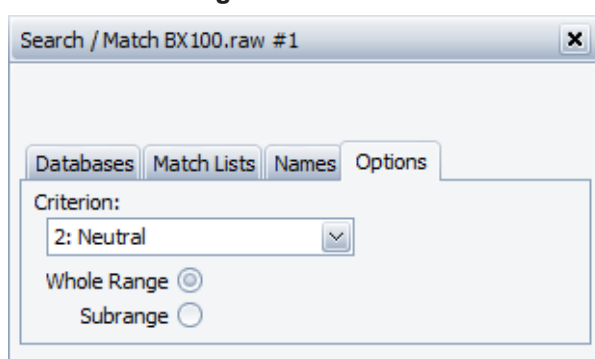 Search / Match BX100.raw #1
Databases Match Lists Names Options
Criterion:
2: Neutral
Whole Range
Subrange